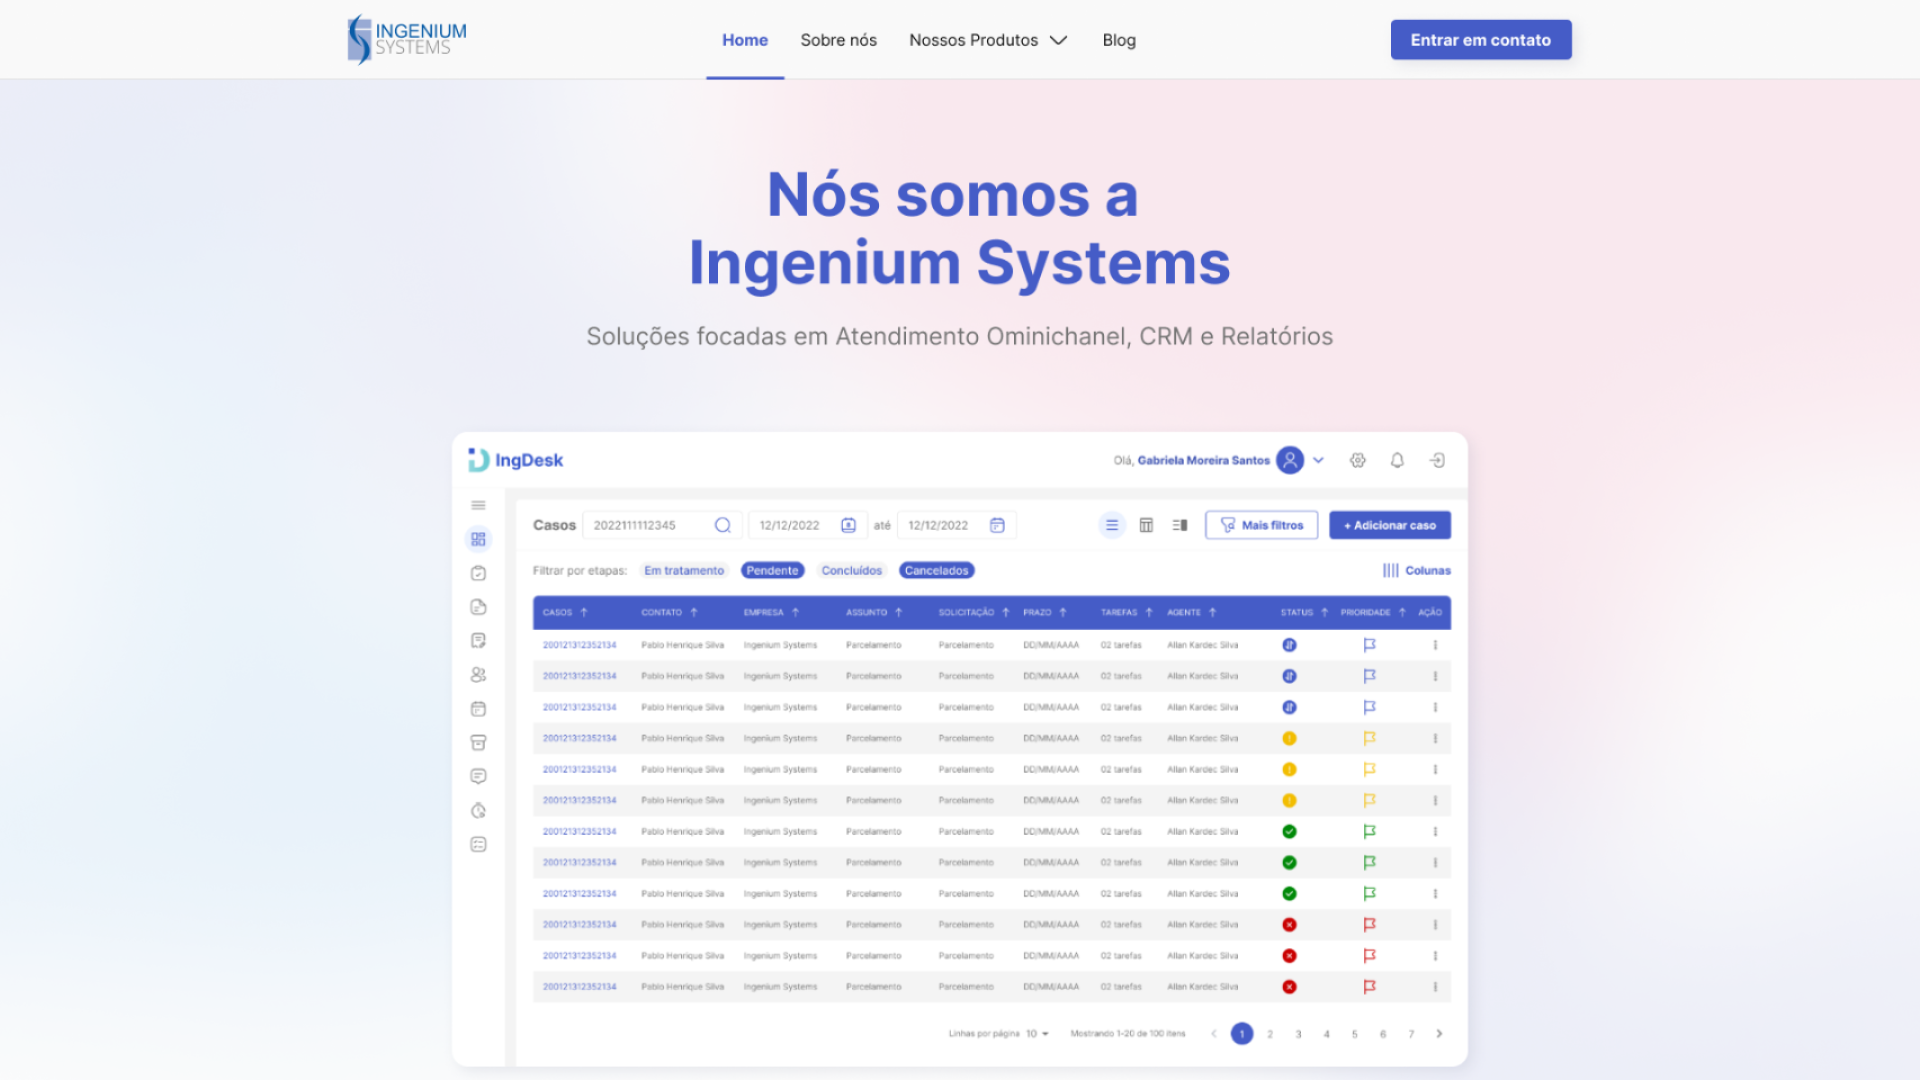 INGENIUM
SYSTEMS
Home Sobre nós Nossos Produtos Blog
Entrar em contato
Nós somos a
Ingenium Systems
Soluções focadas em Atendimento Ominichanel, CRM e Relatórios
IngDesk
Olá, Gabriela Moreira Santos
Casos 2022111112345 12/12/2022 até 12/12/2022 Mais filtros + Adicionar caso
Filtrar por etapas: Em tratamento Pendente Concluídos Cancelados Colunas
CASOS CONTATO EMPRESA ASSUNTO SOLICITAÇÃO PRAZO TAREFAS AGENTE STATUS PRIORIDADE AÇÃO
200121312352134 Pablo Henrique Silva Ingenium Systems Parcelamento Parcelamento DD/MM/AAAA 02 tarefas Allan Kardec Silva
200121312352134 Pablo Henrique Silva Ingenium Systems Parcelamento Parcelamento DD/MM/AAAA 02 tarefas Allan Kardec Silva
200121312352134 Pablo Henrique Silva Ingenium Systems Parcelamento Parcelamento DD/MM/AAAA 02 tarefas Allan Kardec Silva
200121312352134 Pablo Henrique Silva Ingenium Systems Parcelamento Parcelamento DD/MM/AAAA 02 tarefas Allan Kardec Silva
200121312352134 Pablo Henrique Silva Ingenium Systems Parcelamento Parcelamento DD/MM/AAAA 02 tarefas Allan Kardec Silva
200121312352134 Pablo Henrique Silva Ingenium Systems Parcelamento Parcelamento DD/MM/AAAA 02 tarefas Allan Kardec Silva
200121312352134 Pablo Henrique Silva Ingenium Systems Parcelamento Parcelamento DD/MM/AAAA 02 tarefas Allan Kardec Silva
200121312352134 Pablo Henrique Silva Ingenium Systems Parcelamento Parcelamento DD/MM/AAAA 02 tarefas Allan Kardec Silva
200121312352134 Pablo Henrique Silva Ingenium Systems Parcelamento Parcelamento DD/MM/AAAA 02 tarefas Allan Kardec Silva
200121312352134 Pablo Henrique Silva Ingenium Systems Parcelamento Parcelamento DD/MM/AAAA 02 tarefas Allan Kardec Silva
200121312352134 Pablo Henrique Silva Ingenium Systems Parcelamento Parcelamento DD/MM/AAAA 02 tarefas Allan Kardec Silva
200121312352134 Pablo Henrique Silva Ingenium Systems Parcelamento Parcelamento DD/MM/AAAA 02 tarefas Allan Kardec Silva
Linhas por página 10 Mostrando 1-20 de 100 itens 1 2 3 4 5 6 7